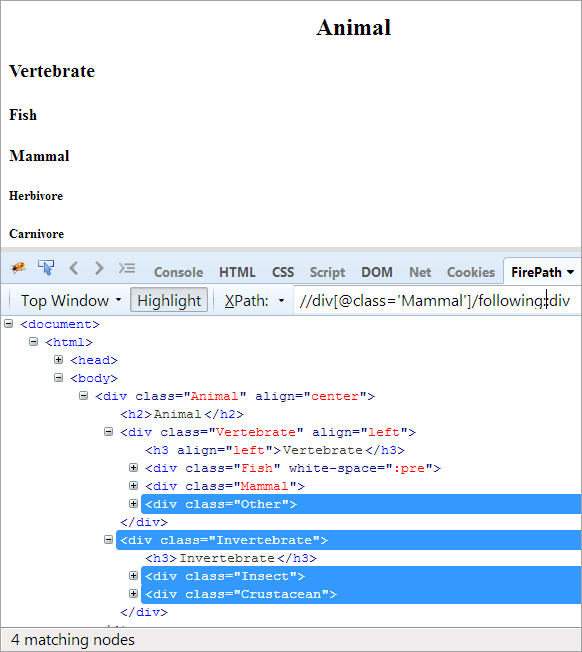 Animal
Vertebrate
Fish
Mammal
Herbivore
Carnivore
Console HTML CSS Script DOM Net Cookies FirePath
Top Window Highlight XPath: //div[@class='Mammal']/following::div
<document>
<html>
<head>
<body>
<div class="Animal" align="center">
<h2>Animal</h2>
<div class="Vertebrate" align="left">
<h3 align="left">Vertebrate</h3>
<div class="Fish" white-space=":pre">
<div class="Mammal">
<div class="Other">
</div>
<div class="Invertebrate">
<h3>Invertebrate</h3>
<div class="Insect">
<div class="Crustacean">
</div>
4 matching nodes